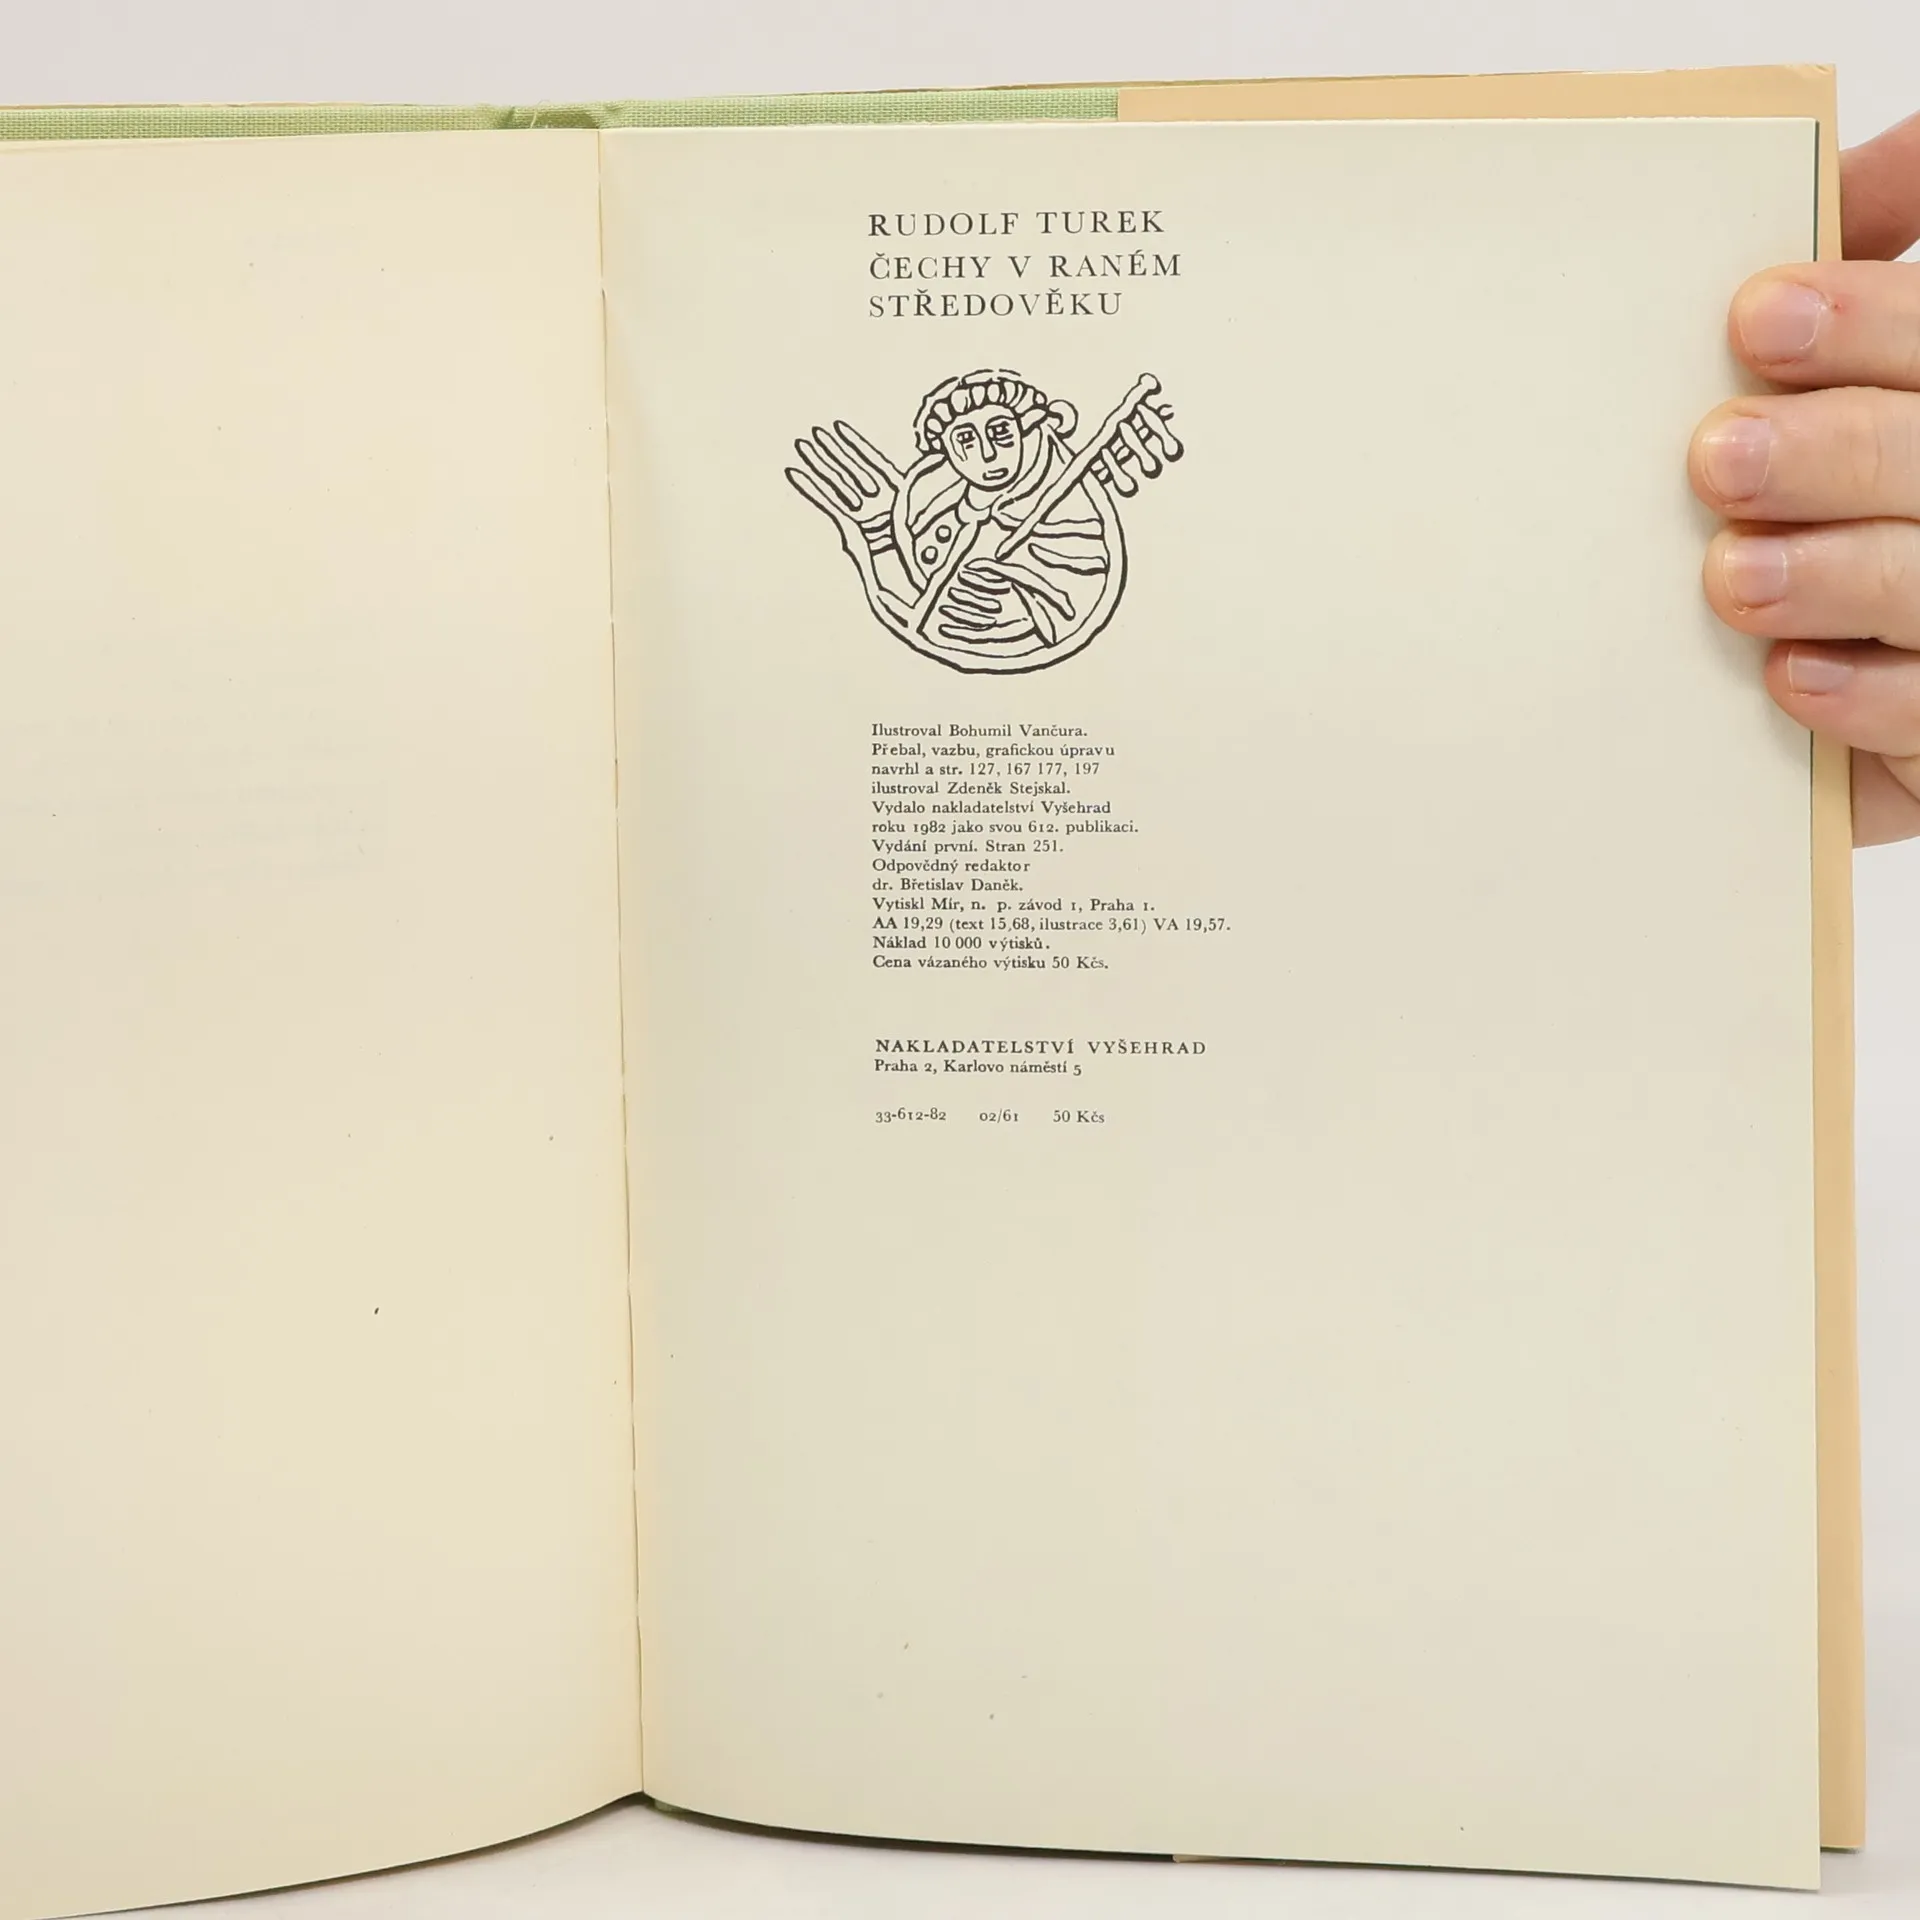 RUDOLF TUREK
ČECHY V RANÉM
STŘEDOVĚKU
Ilustroval Bohumil Vančura.
Přebal, vazbu, grafickou úpravu
navrhl a str. 127, 167 177, 197
ilustroval Zdeněk Stejskal.
Vydalo nakladatelství Vyšehrad
roku 1982 jako svou 612. publikaci.
Vydání první. Stran 251.
Odpovědný redaktor
dr. Břetislav Daněk.
Vytiskl Mír, n. p. závod 1, Praha 1.
AA 19,29 (text 15,68, ilustrace 3,61) VA 19,57.
Náklad 10 000 výtisků.
Cena vázaného výtisku 50 Kčs.
NAKLADATELSTVÍ VYŠEHRAD
Praha 2, Karlovo náměstí 5
33-612-82 02/61 50 Kčs